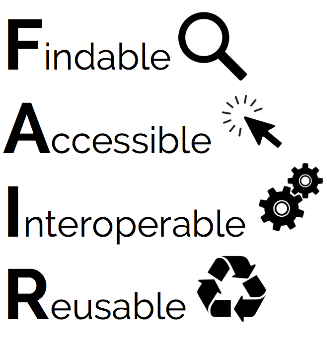 Findable
Accessible
Interoperable
Reusable